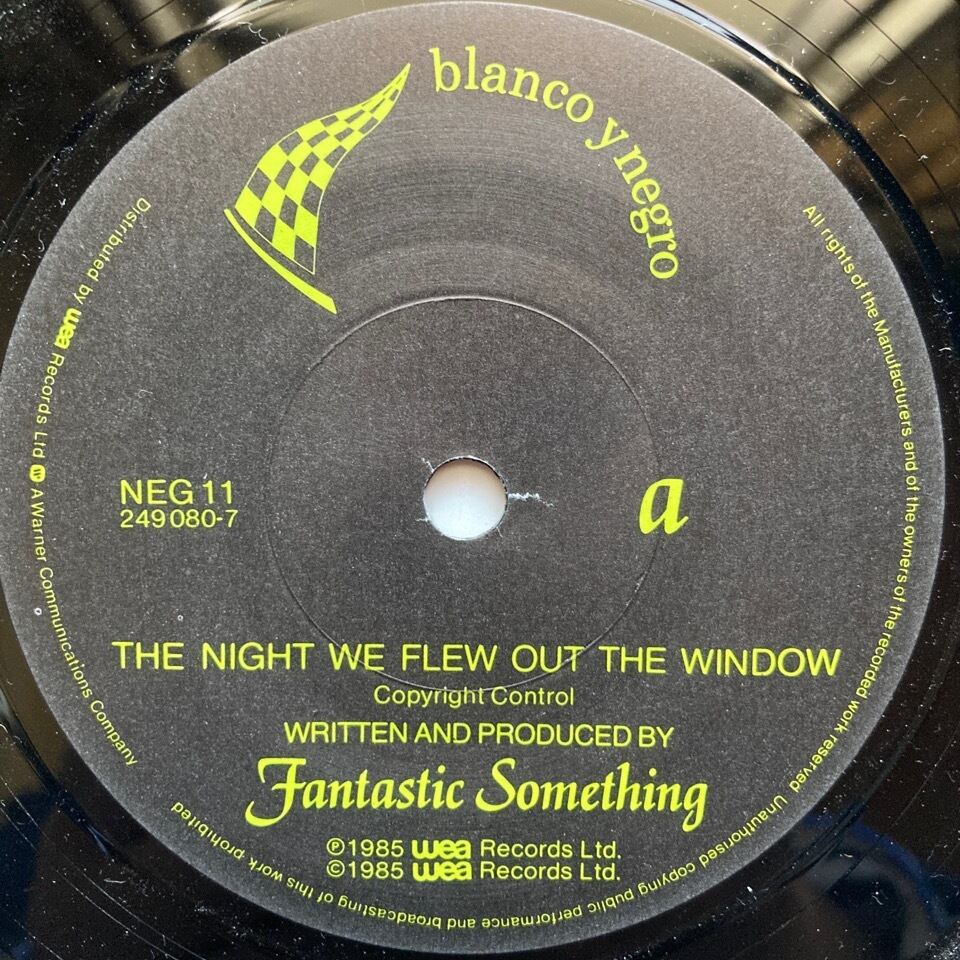 blanco y negro
NEG 11
249 080-7
a
THE NIGHT WE FLEW OUT THE WINDOW
Copyright Control
WRITTEN AND PRODUCED BY
Fantastic Something
℗1985 wea Records Ltd.
©1985 wea Records Ltd.
Distributed by wea Records Ltd A Warner Communications Company
All rights of the Manufacturers and of the owners of the recorded work reserved Unauthorised copying public performance and broadcasting of this work prohibited